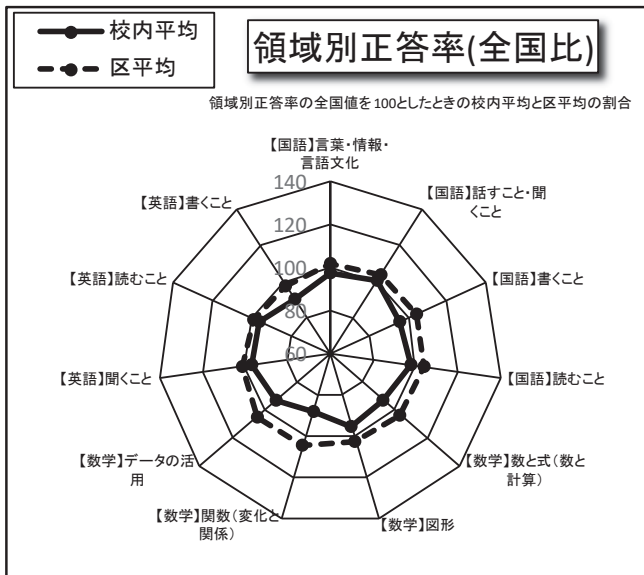 校内平均
区平均
領域別正答率(全国比)
領域別正答率の全国値を100としたときの校内平均と区平均の割合
【国語】言葉・情報・
言語文化
【国語】話すこと・聞
くこと
【国語】書くこと
【国語】読むこと
【数学】数と式(数と
計算)
【数学】図形
【数学】関数(変化と
関係)
【数学】データの活
用
【英語】聞くこと
【英語】読むこと
【英語】書くこと
140
120
100
80
60